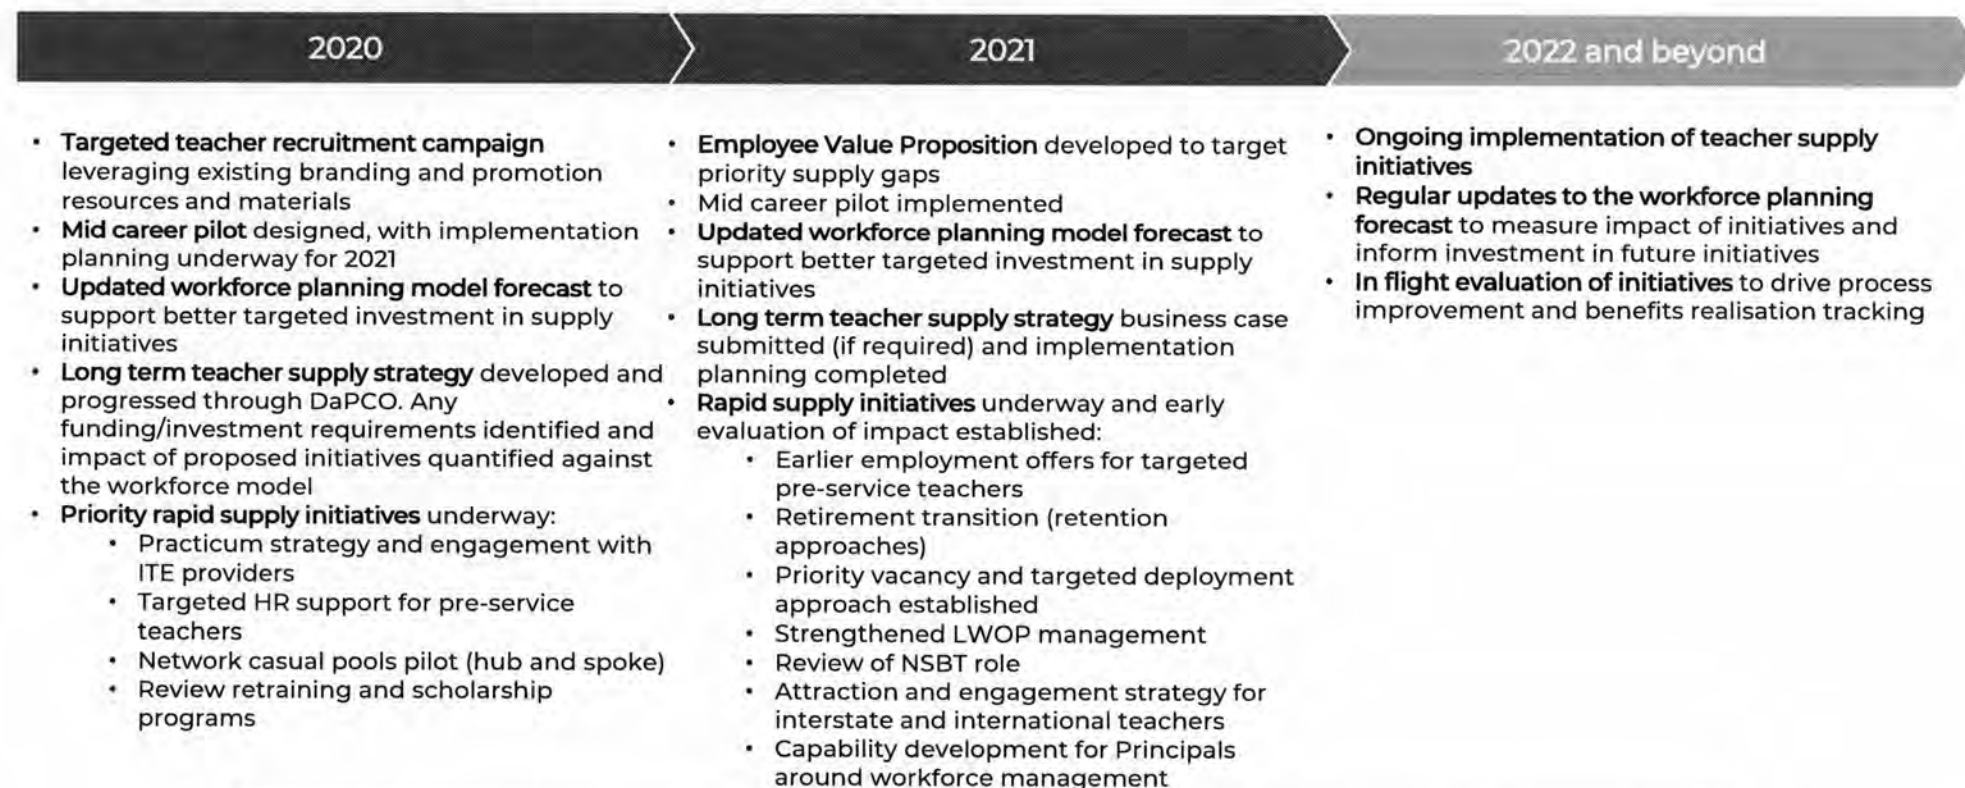 2020
2021
2022 and beyond
• Targeted teacher recruitment campaign
leveraging existing branding and promotion
resources and materials
• Mid career pilot designed, with implementation
planning underway for 2021
• Updated workforce planning model forecast to
support better targeted investment in supply
initiatives
• Long term teacher supply strategy developed and
progressed through DaPCO. Any
funding/investment requirements identified and
impact of proposed initiatives quantified against
the workforce model
• Priority rapid supply initiatives underway:
• Practicum strategy and engagement with
ITE providers
• Targeted HR support for pre-service
teachers
• Network casual pools pilot (hub and spoke)
• Review retraining and scholarship
programs
• Employee Value Proposition developed to target
priority supply gaps
• Mid career pilot implemented
• Updated workforce planning model forecast to
support better targeted investment in supply
initiatives
• Long term teacher supply strategy business case
submitted (if required) and implementation
planning completed
• Rapid supply initiatives underway and early
evaluation of impact established:
• Earlier employment offers for targeted
pre-service teachers
• Retirement transition (retention
approaches)
• Priority vacancy and targeted deployment
approach established
• Strengthened LWOP management
• Review of NSBT role
• Attraction and engagement strategy for
interstate and international teachers
• Capability development for Principals
around workforce management
• Ongoing implementation of teacher supply
initiatives
• Regular updates to the workforce planning
forecast to measure impact of initiatives and
inform investment in future initiatives
• In flight evaluation of initiatives to drive process
improvement and benefits realisation tracking